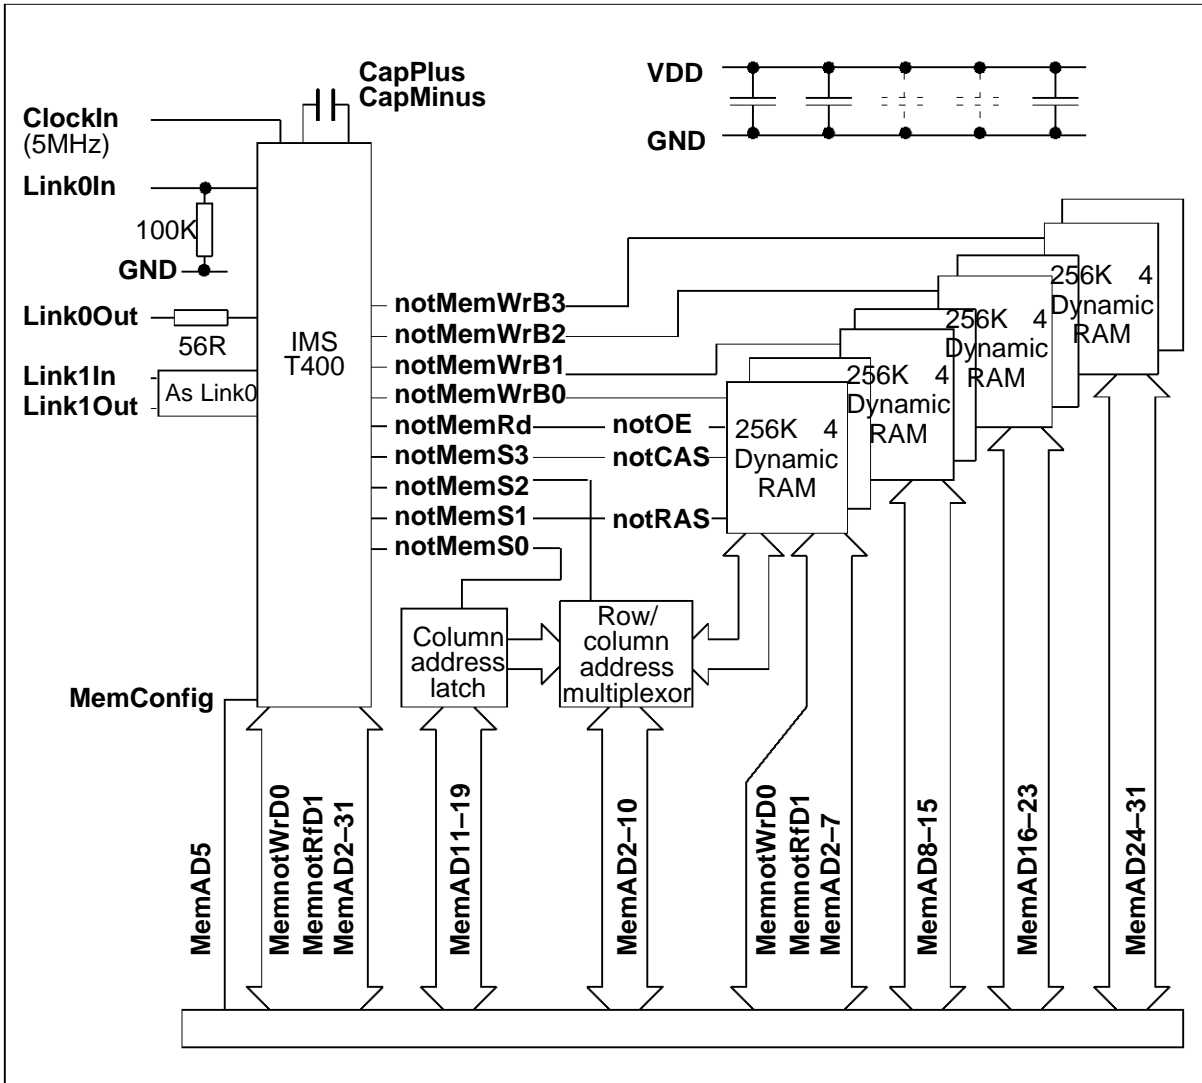 CapPlus
CapMinus
VDD
GND
ClockIn
(5MHz)
Link0In
100K
GND
Link0Out
56R
Link1In
Link1Out
As Link0
IMS
T400
notMemWrB3
notMemWrB2
notMemWrB1
notMemWrB0
notMemRd
notMemS3
notMemS2
notMemS1
notMemS0
notOE
notCAS
notRAS
256K 4
Dynamic
RAM
256K 4
Dynamic
RAM
256K 4
Dynamic
RAM
256K 4
Dynamic
RAM
Column
address
latch
Row/
column
address
multiplexor
MemConfig
MemAD5
MemnotWrD0
MemnotRfD1
MemAD2–31
MemAD11–19
MemAD2–10
MemnotWrD0
MemnotRfD1
MemAD2–7
MemAD8–15
MemAD16–23
MemAD24–31